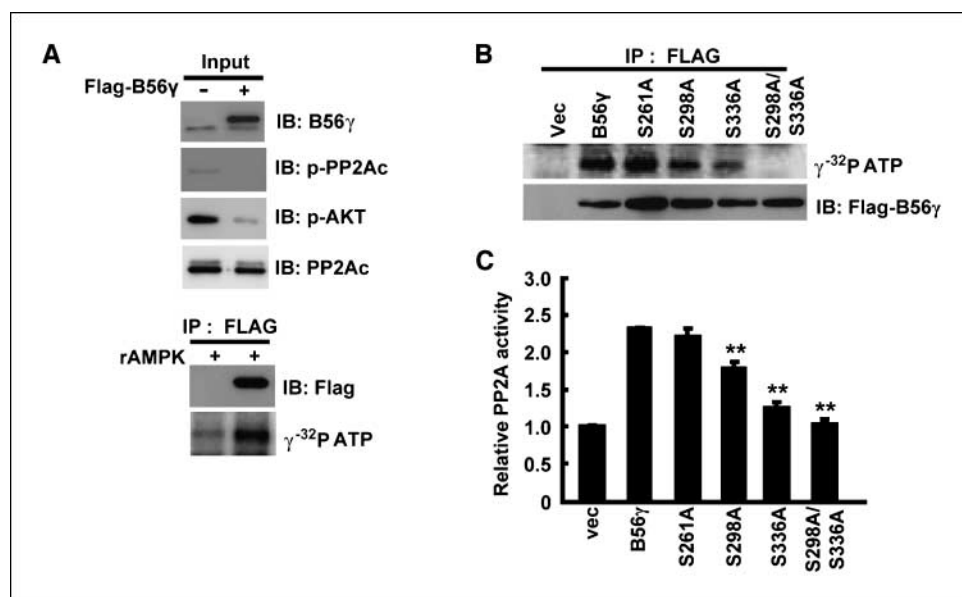 A
Input
Flag-B56γ - +
IB: B56γ
IB: p-PP2Ac
IB: p-AKT
IB: PP2Ac
IP : FLAG
rAMPK + +
IB: Flag
γ-32P ATP
B
IP : FLAG
Vec
B56γ
S261A
S298A
S336A
S298A/
S336A
γ-32P ATP
IB: Flag-B56γ
C
Relative PP2A activity
3.0
2.5
2.0
1.5
1.0
0.5
0
**
**
**
vec
B56γ
S261A
S298A
S336A
S298A/
S336A